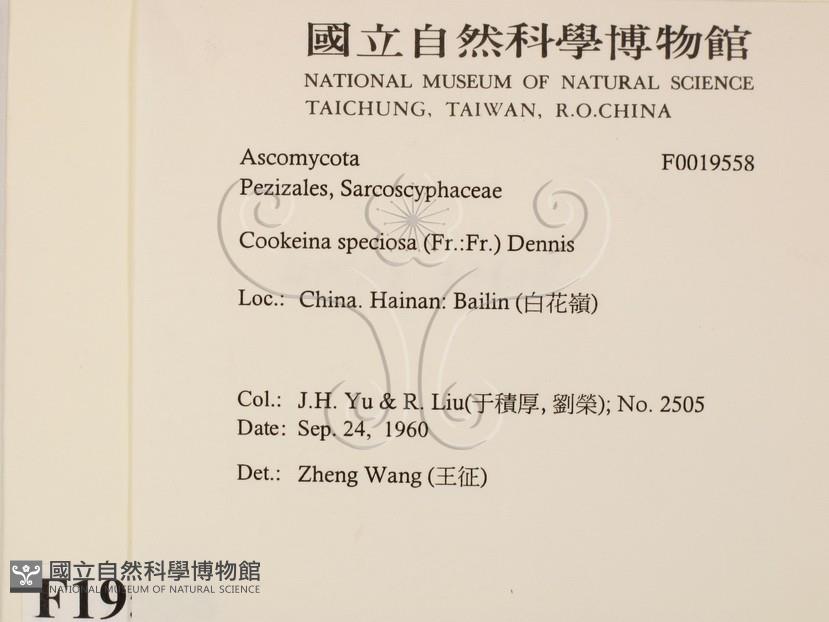 國立自然科學博物館
NATIONAL MUSEUM OF NATURAL SCIENCE
TAICHUNG, TAIWAN, R.O.CHINA
Ascomycota F0019558
Pezizales, Sarcoscyphaceae
Cookeina speciosa (Fr.:Fr.) Dennis
Loc.: China. Hainan: Bailin (白花嶺)
Col.: J.H. Yu & R. Liu(于積厚, 劉榮); No. 2505
Date: Sep. 24, 1960
Det.: Zheng Wang (王征)
國立自然科學博物館
NATIONAL MUSEUM OF NATURAL SCIENCE
F19